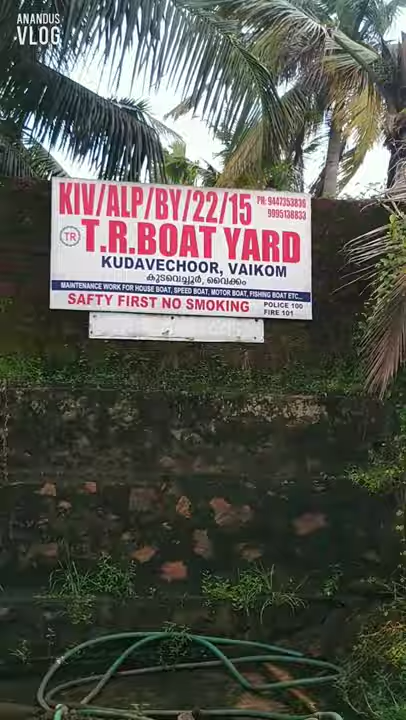 ANANDUS
VLOG
KIV/ALP/BY/22/15
PH: 9447353836
9995138833
TR
T.R.BOAT YARD
KUDAVECHOOR, VAIKOM
കുടവെച്ചൂർ, വൈക്കം
MAINTENANCE WORK FOR HOUSE BOAT, SPEED BOAT, MOTOR BOAT, FISHING BOAT ETC...
SAFTY FIRST NO SMOKING
POLICE 100
FIRE 101